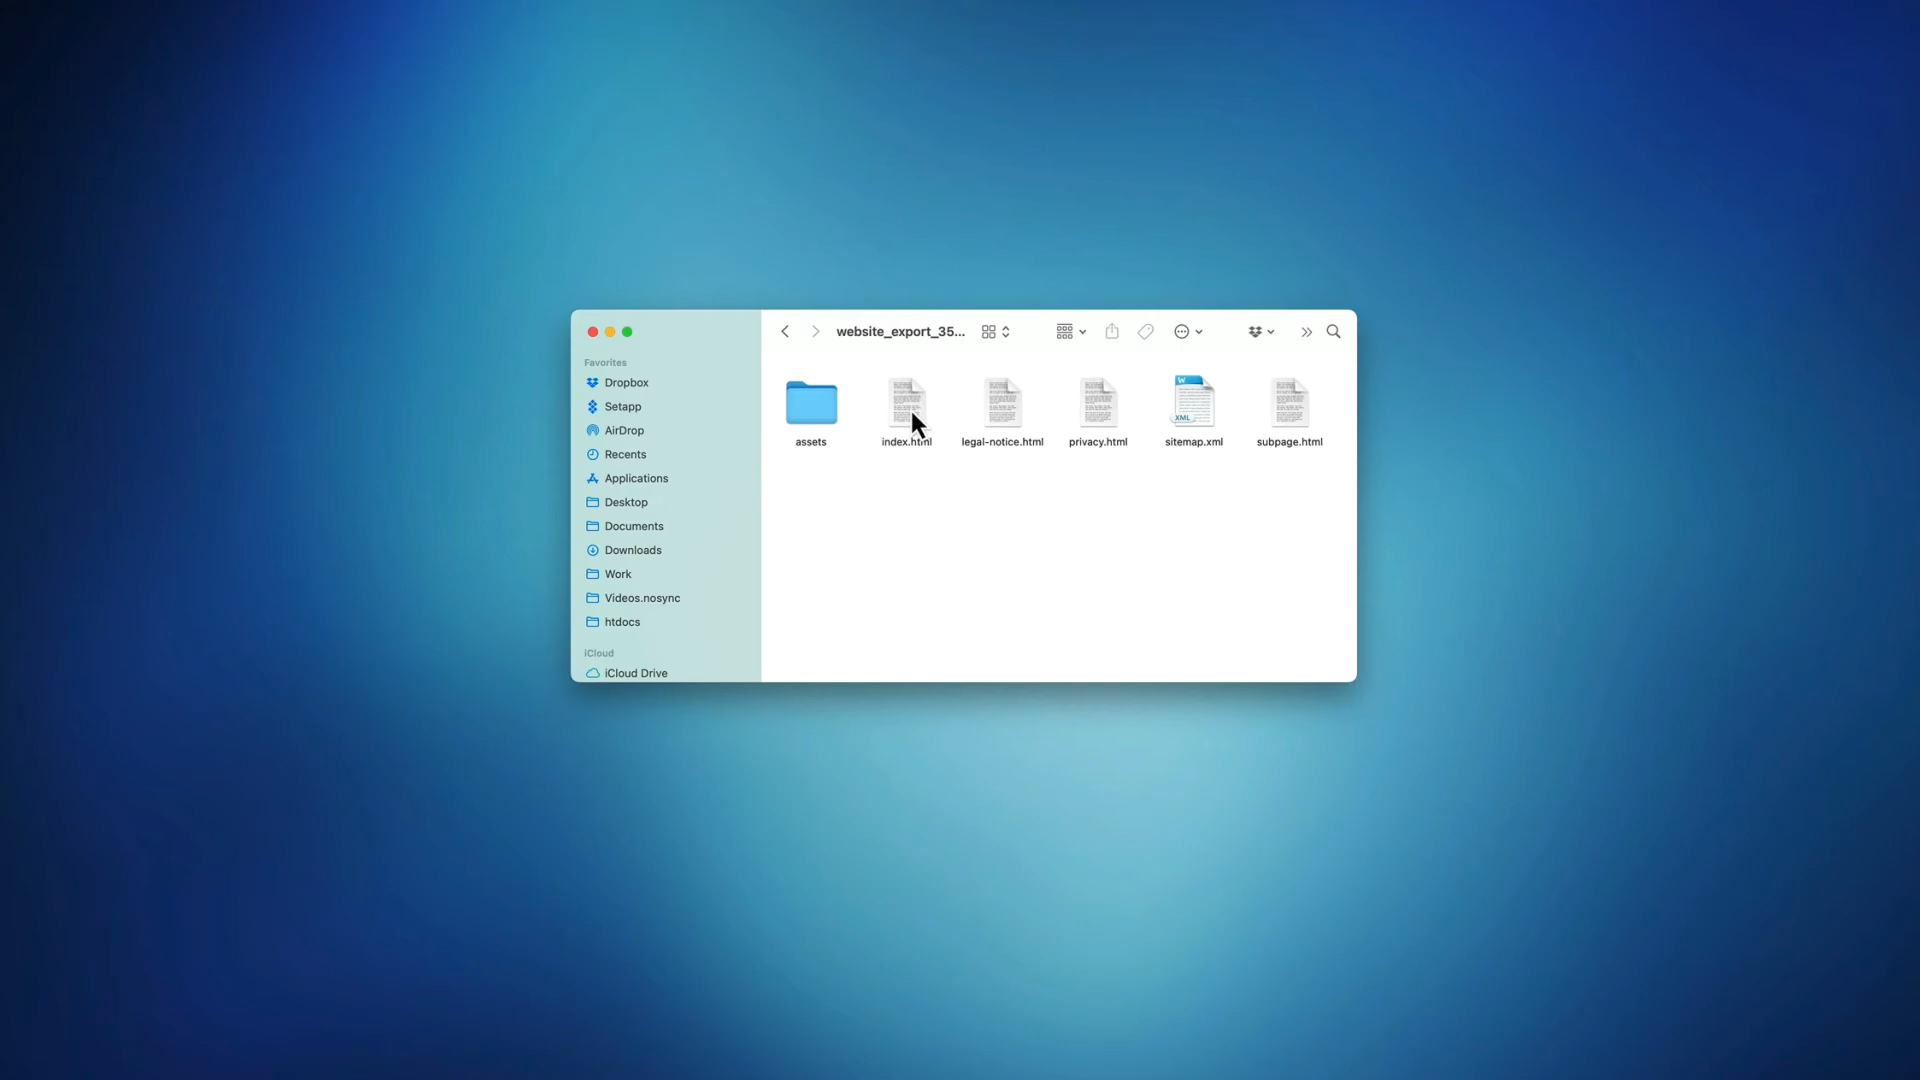 website_export_35...
Favorites
Dropbox
Setapp
AirDrop
Recents
Applications
Desktop
Documents
Downloads
Work
Videos.nosync
htdocs
iCloud
iCloud Drive
assets
index.html
legal-notice.html
privacy.html
W
XML
sitemap.xml
subpage.html